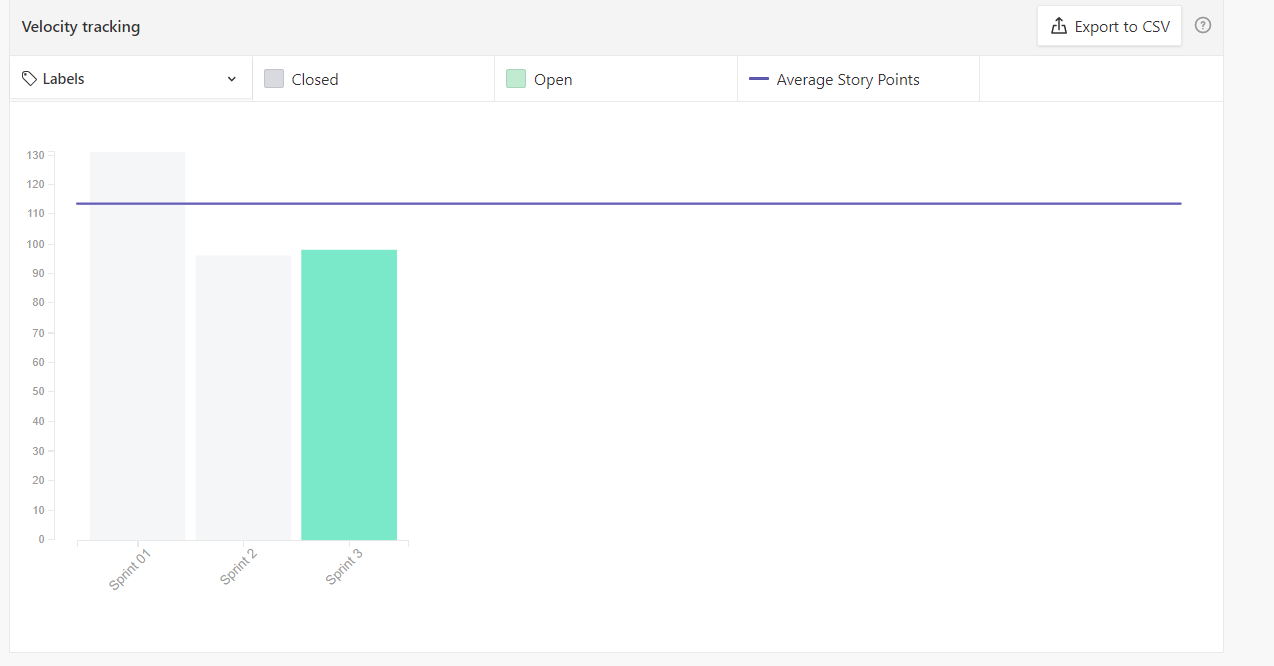 Velocity tracking
Export to CSV
?
Labels
Closed
Open
Average Story Points
130
120
110
100
90
80
70
60
50
40
30
20
10
0
Sprint 01
Sprint 2
Sprint 3